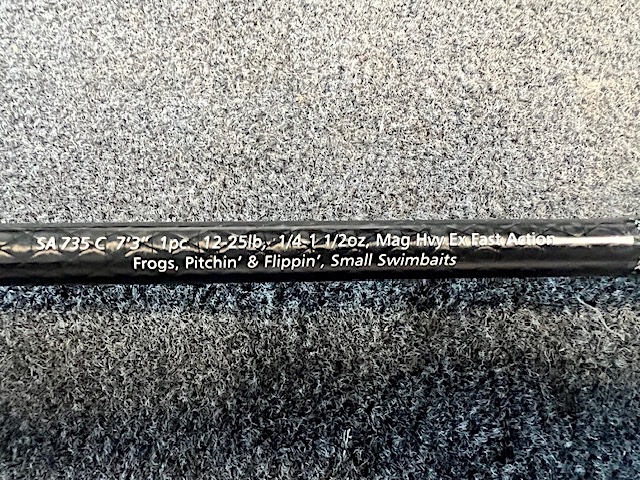 SA 735 C 7'3", 1pc 12-25lb, 1/4-1 1/2oz, Mag Hvy Ex Fast Action
Frogs, Pitchin' & Flippin', Small Swimbaits